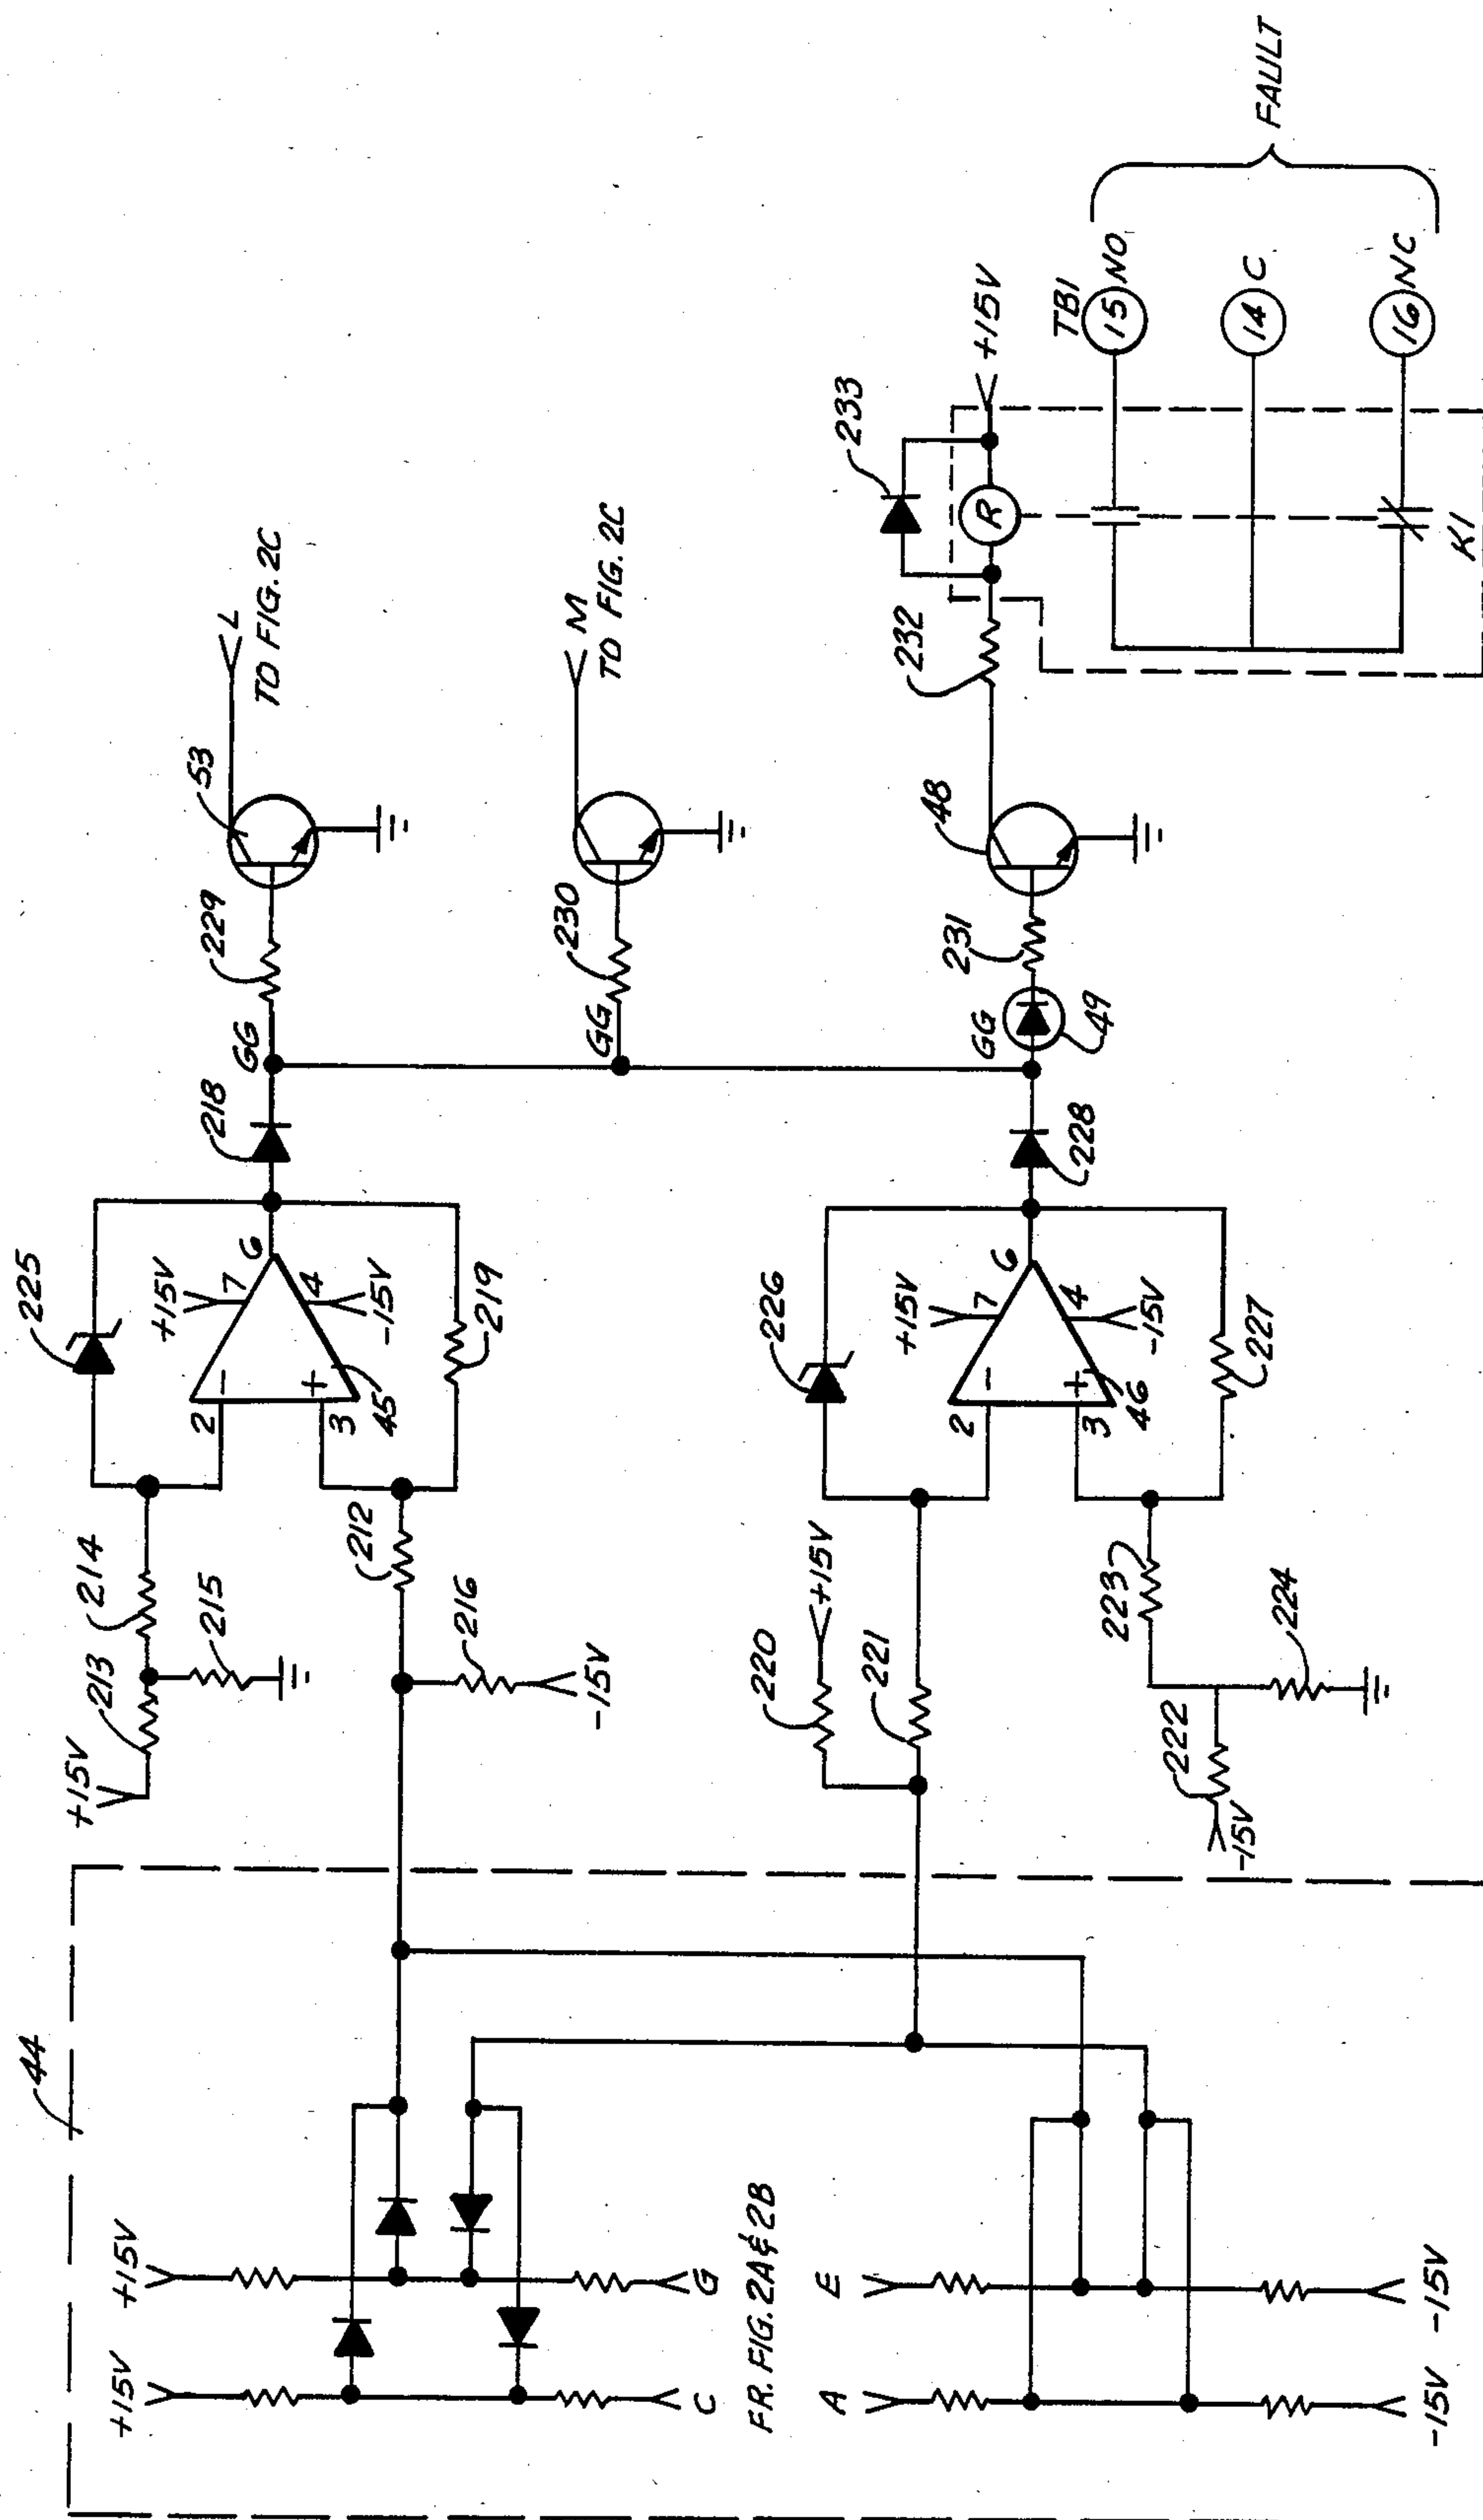 44
+15V
+15V
C
G
FR. FIG. 2A & 2B
A
E
-15V
-15V
+15V
213
214
215
212
216
-15V
225
2
3
+15V
7
6
4
-15V
45
219
218
GG
229
53
L
TO FIG. 2C
GG
230
M
TO FIG. 2C
220
+15V
221
222
-15V
223
224
226
2
3
+15V
7
6
4
-15V
46
227
228
GG
49
231
48
232
233
R
+15V
TB1
15
NO
14
C
16
NC
K1
FAULT